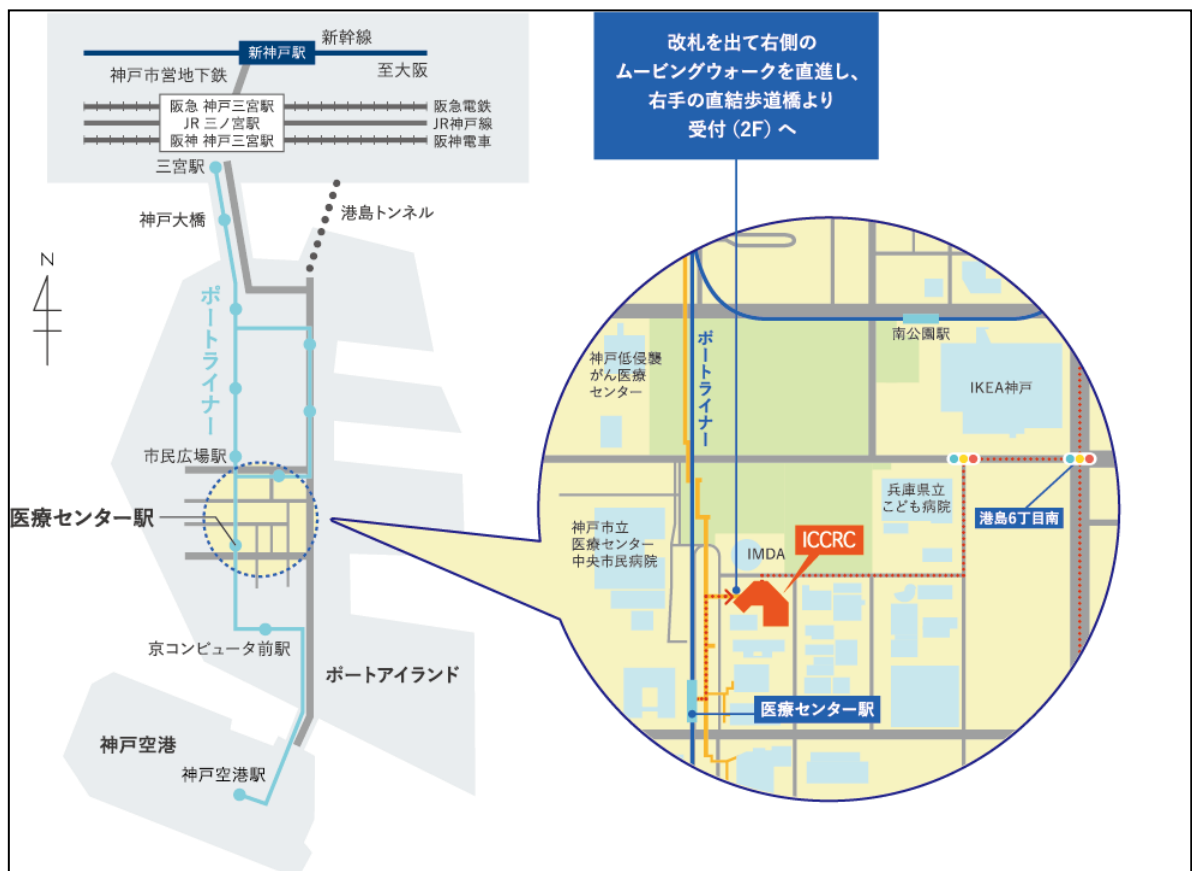 新幹線
新神戸駅
至大阪
神戸市営地下鉄
阪急 神戸三宮駅
阪急電鉄
JR 三ノ宮駅
JR神戸線
阪神 神戸三宮駅
阪神電車
三宮駅
神戸大橋
港島トンネル
N
ポートライナー
市民広場駅
医療センター駅
京コンピュータ前駅
ポートアイランド
神戸空港
神戸空港駅
改札を出て右側の
ムービングウォークを直進し、
右手の直結歩道橋より
受付（2F）へ
南公園駅
ポートライナー
神戸低侵襲
がん医療
センター
IKEA神戸
兵庫県立
こども病院
港島6丁目南
神戸市立
医療センター
中央市民病院
IMDA
ICCRC
医療センター駅